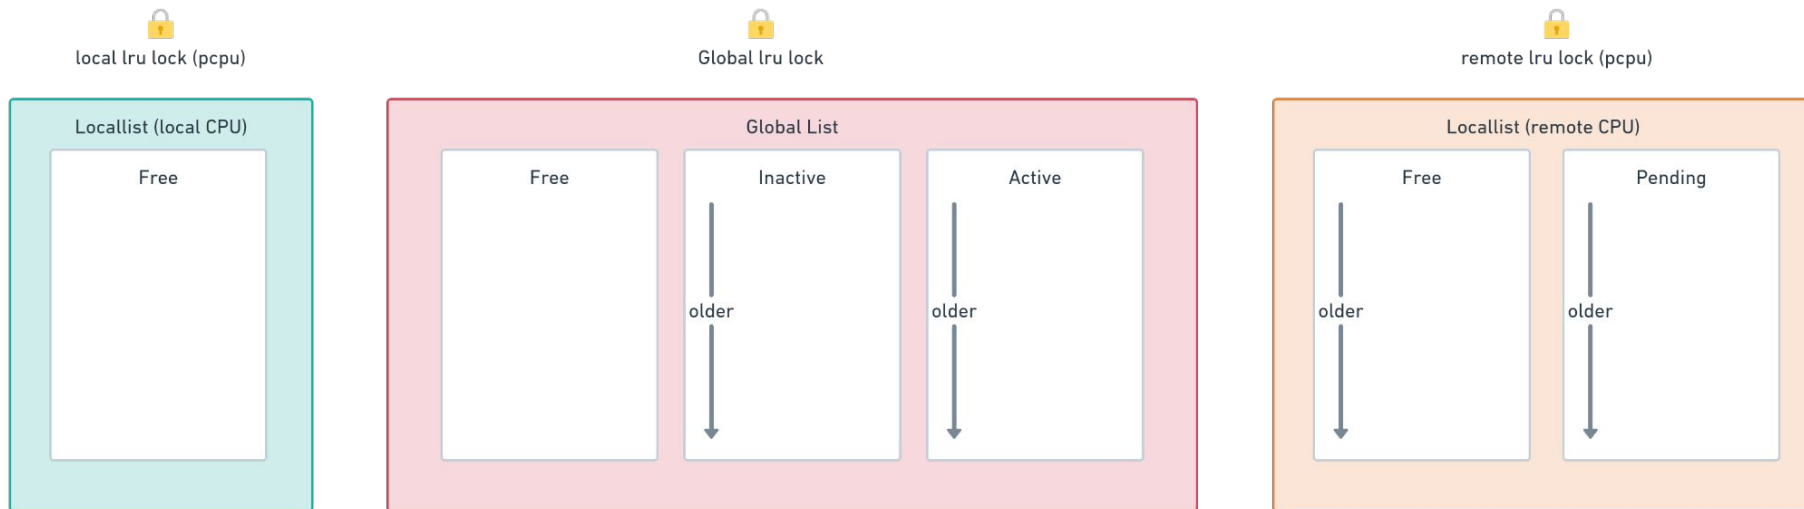 local lru lock (pcpu)
Global lru lock
remote lru lock (pcpu)
Locallist (local CPU)
Free
Global List
Free
Inactive
older
Active
older
Locallist (remote CPU)
Free
older
Pending
older